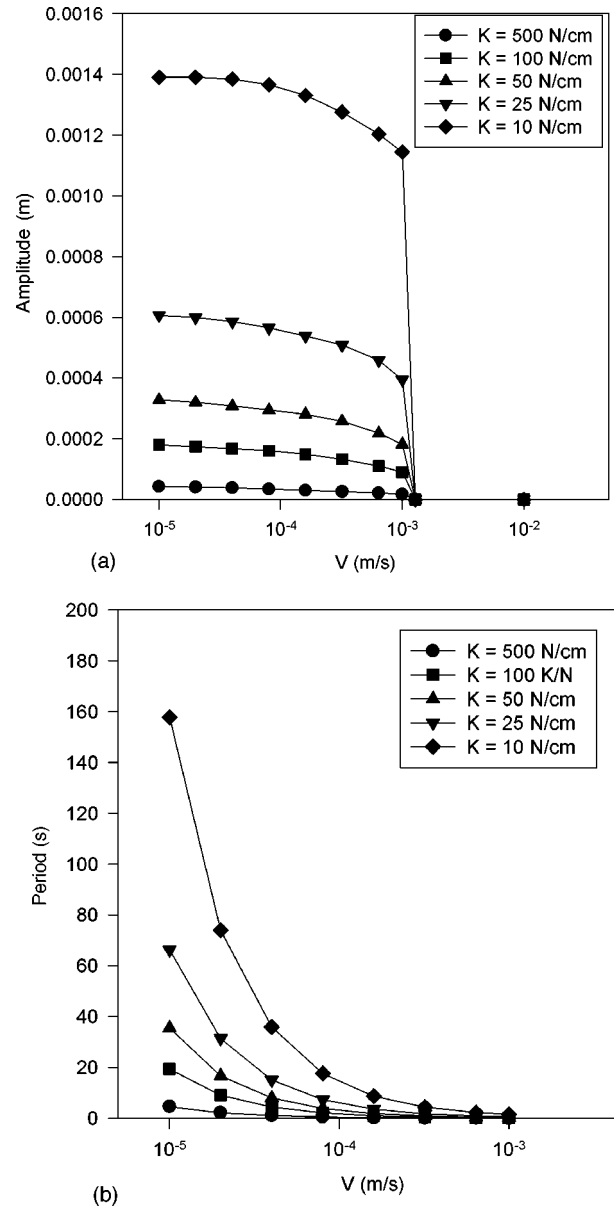 0.0016
0.0014
0.0012
0.0010
0.0008
0.0006
0.0004
0.0002
0.0000
Amplitude (m)
K = 500 N/cm
K = 100 N/cm
K = 50 N/cm
K = 25 N/cm
K = 10 N/cm
10-5
10-4
10-3
10-2
V (m/s)
(a)
200
180
160
140
120
100
80
60
40
20
0
Period (s)
K = 500 N/cm
K = 100 K/N
K = 50 N/cm
K = 25 N/cm
K = 10 N/cm
10-5
10-4
10-3
V (m/s)
(b)